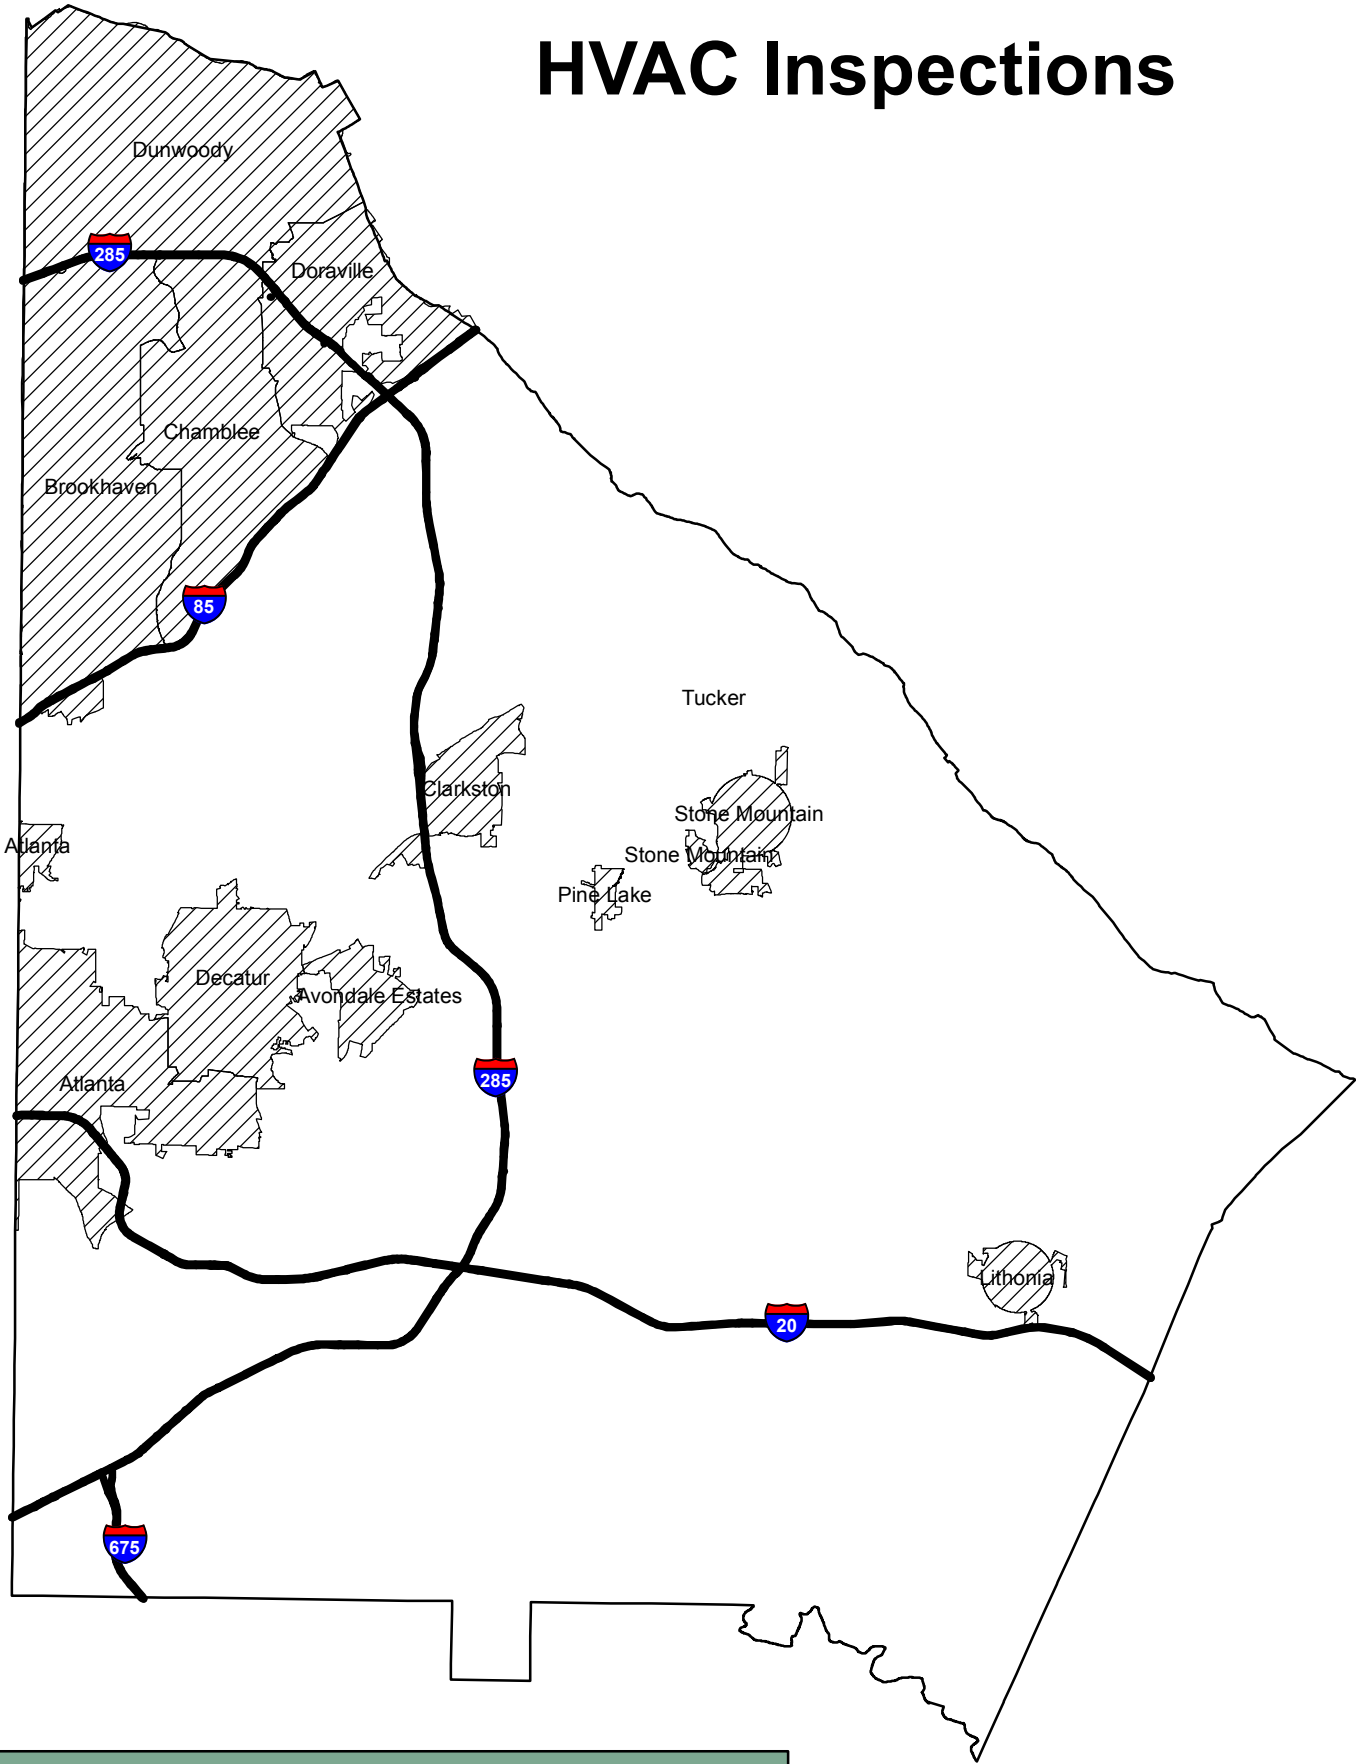 HVAC Inspections
Dunwoody
285
Doraville
Chamblee
Brookhaven
85
Tucker
Clarkston
Stone Mountain
Atlanta
Stone Mountain
Pine Lake
Decatur
Avondale Estates
285
Atlanta
Lithonia
20
675